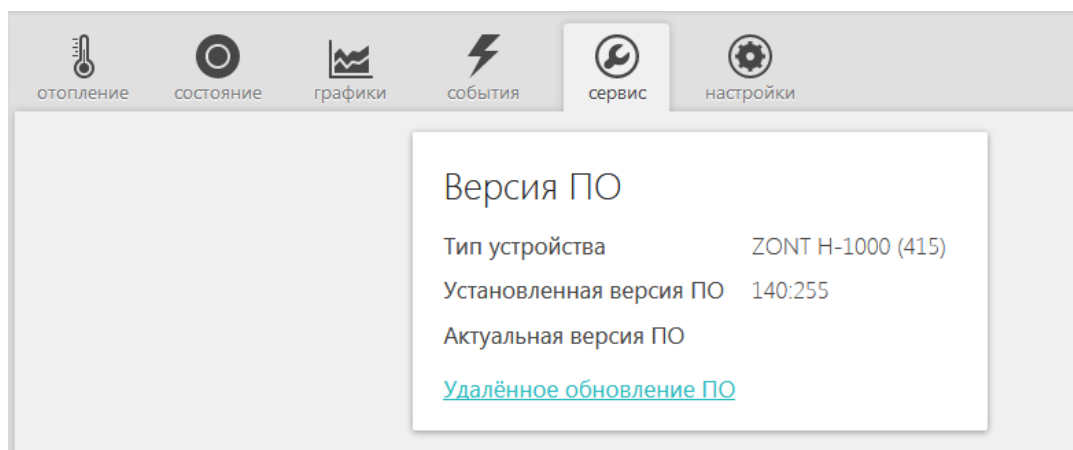 отопление состояние графики события сервис настройки
Версия ПО
Тип устройства ZONT H-1000 (415)
Установленная версия ПО 140:255
Актуальная версия ПО
Удалённое обновление ПО